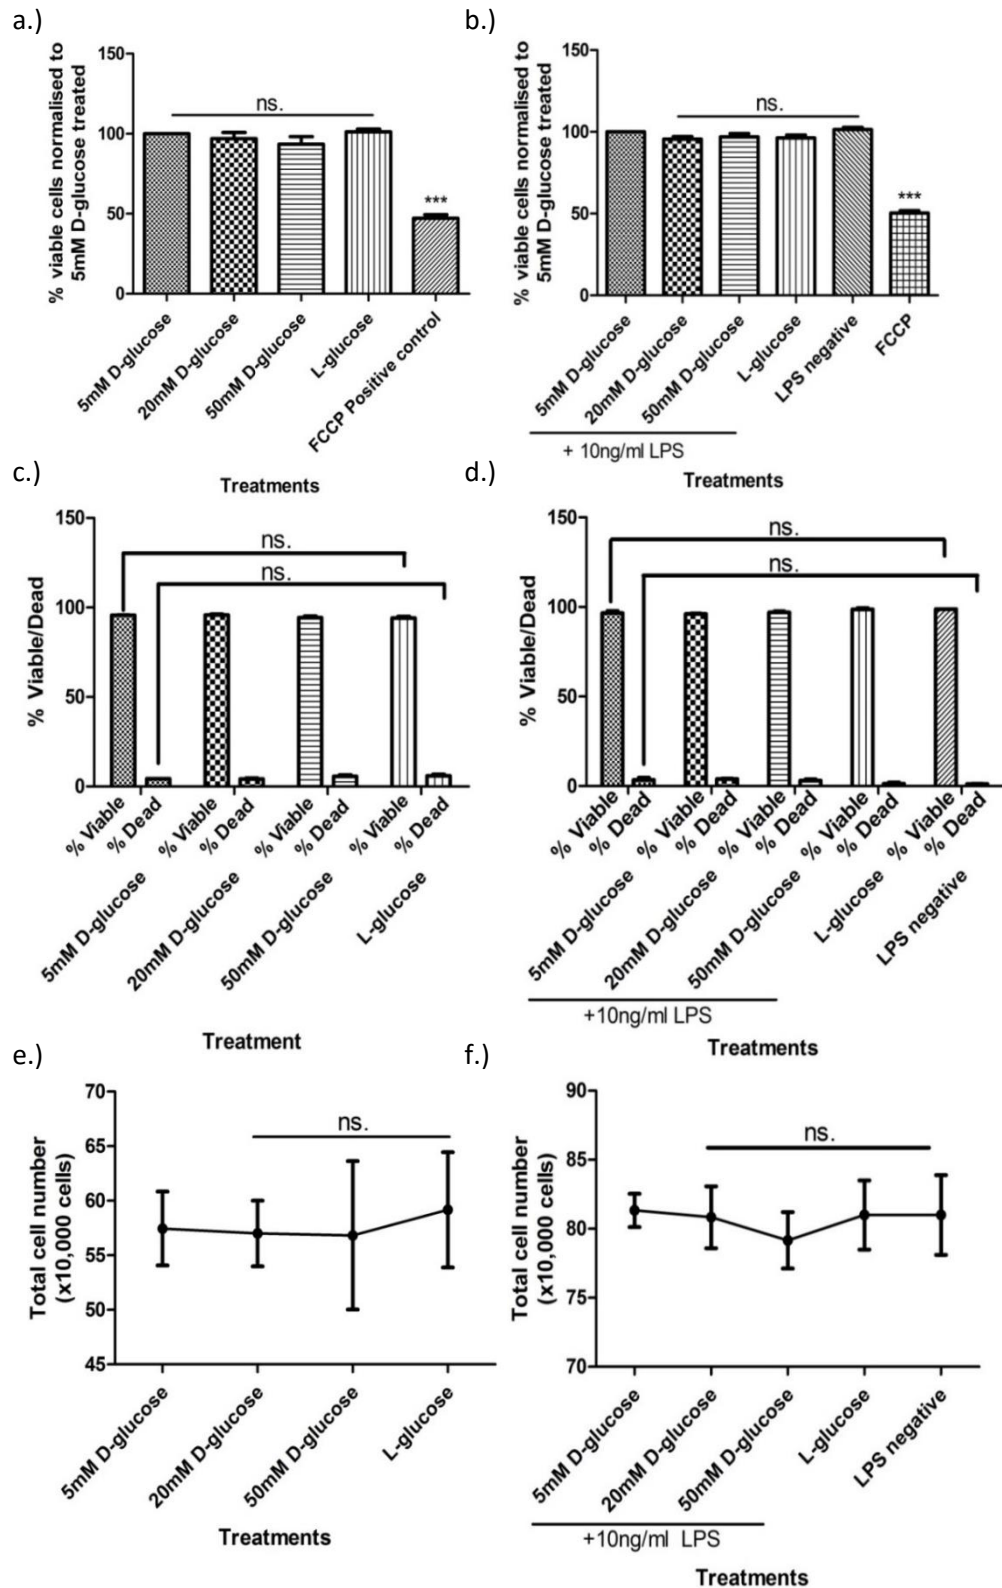 a.)
% viable cells normalised to
5mM D-glucose treated
150
100
50
0
ns.
***
5mM D-glucose
20mM D-glucose
50mM D-glucose
L-glucose
FCCP Positive control
Treatments
b.)
% viable cells normalised to
5mM D-glucose treated
150
100
50
0
ns.
***
5mM D-glucose
20mM D-glucose
50mM D-glucose
L-glucose
LPS negative
FCCP
+ 10ng/ml LPS
Treatments
c.)
% Viable/Dead
150
100
50
0
ns.
ns.
% Viable
% Dead
% Viable
% Dead
% Viable
% Dead
% Viable
% Dead
5mM D-glucose
20mM D-glucose
50mM D-glucose
L-glucose
Treatment
d.)
% Viable/Dead
150
100
50
0
ns.
ns.
% Viable
% Dead
% Viable
% Dead
% Viable
% Dead
% Viable
% Dead
% Viable
% Dead
5mM D-glucose
20mM D-glucose
50mM D-glucose
L-glucose
LPS negative
+10ng/ml LPS
Treatments
e.)
Total cell number
(x10,000 cells)
70
65
60
55
50
45
ns.
5mM D-glucose
20mM D-glucose
50mM D-glucose
L-glucose
Treatments
f.)
Total cell number
(x10,000 cells)
90
85
80
75
70
ns.
5mM D-glucose
20mM D-glucose
50mM D-glucose
L-glucose
LPS negative
+10ng/ml LPS
Treatments